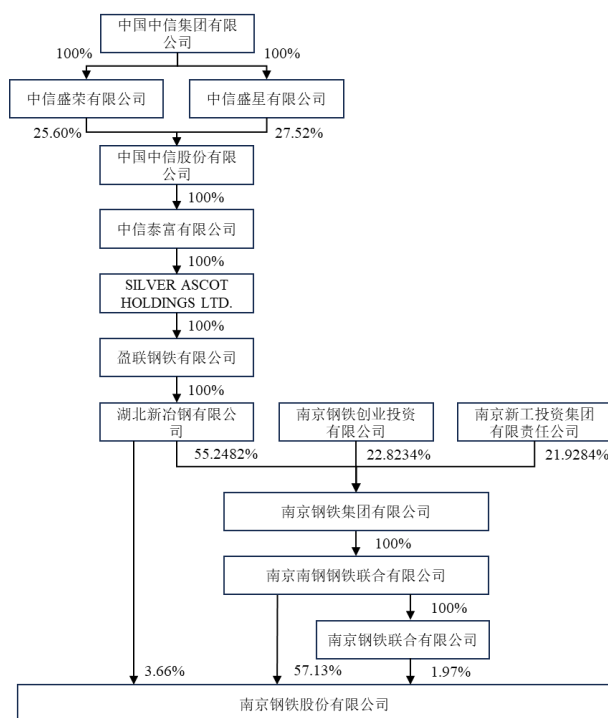 中国中信集团有限
公司
100%
100%
中信盛荣有限公司
中信盛星有限公司
25.60%
27.52%
中国中信股份有限
公司
100%
中信泰富有限公司
100%
SILVER ASCOT
HOLDINGS LTD.
100%
盈联钢铁有限公司
100%
湖北新冶钢有限公
司
南京钢铁创业投资
有限公司
南京新工投资集团
有限责任公司
55.2482%
22.8234%
21.9284%
南京钢铁集团有限公司
100%
南京南钢钢铁联合有限公司
100%
南京钢铁联合有限公司
3.66%
57.13%
1.97%
南京钢铁股份有限公司